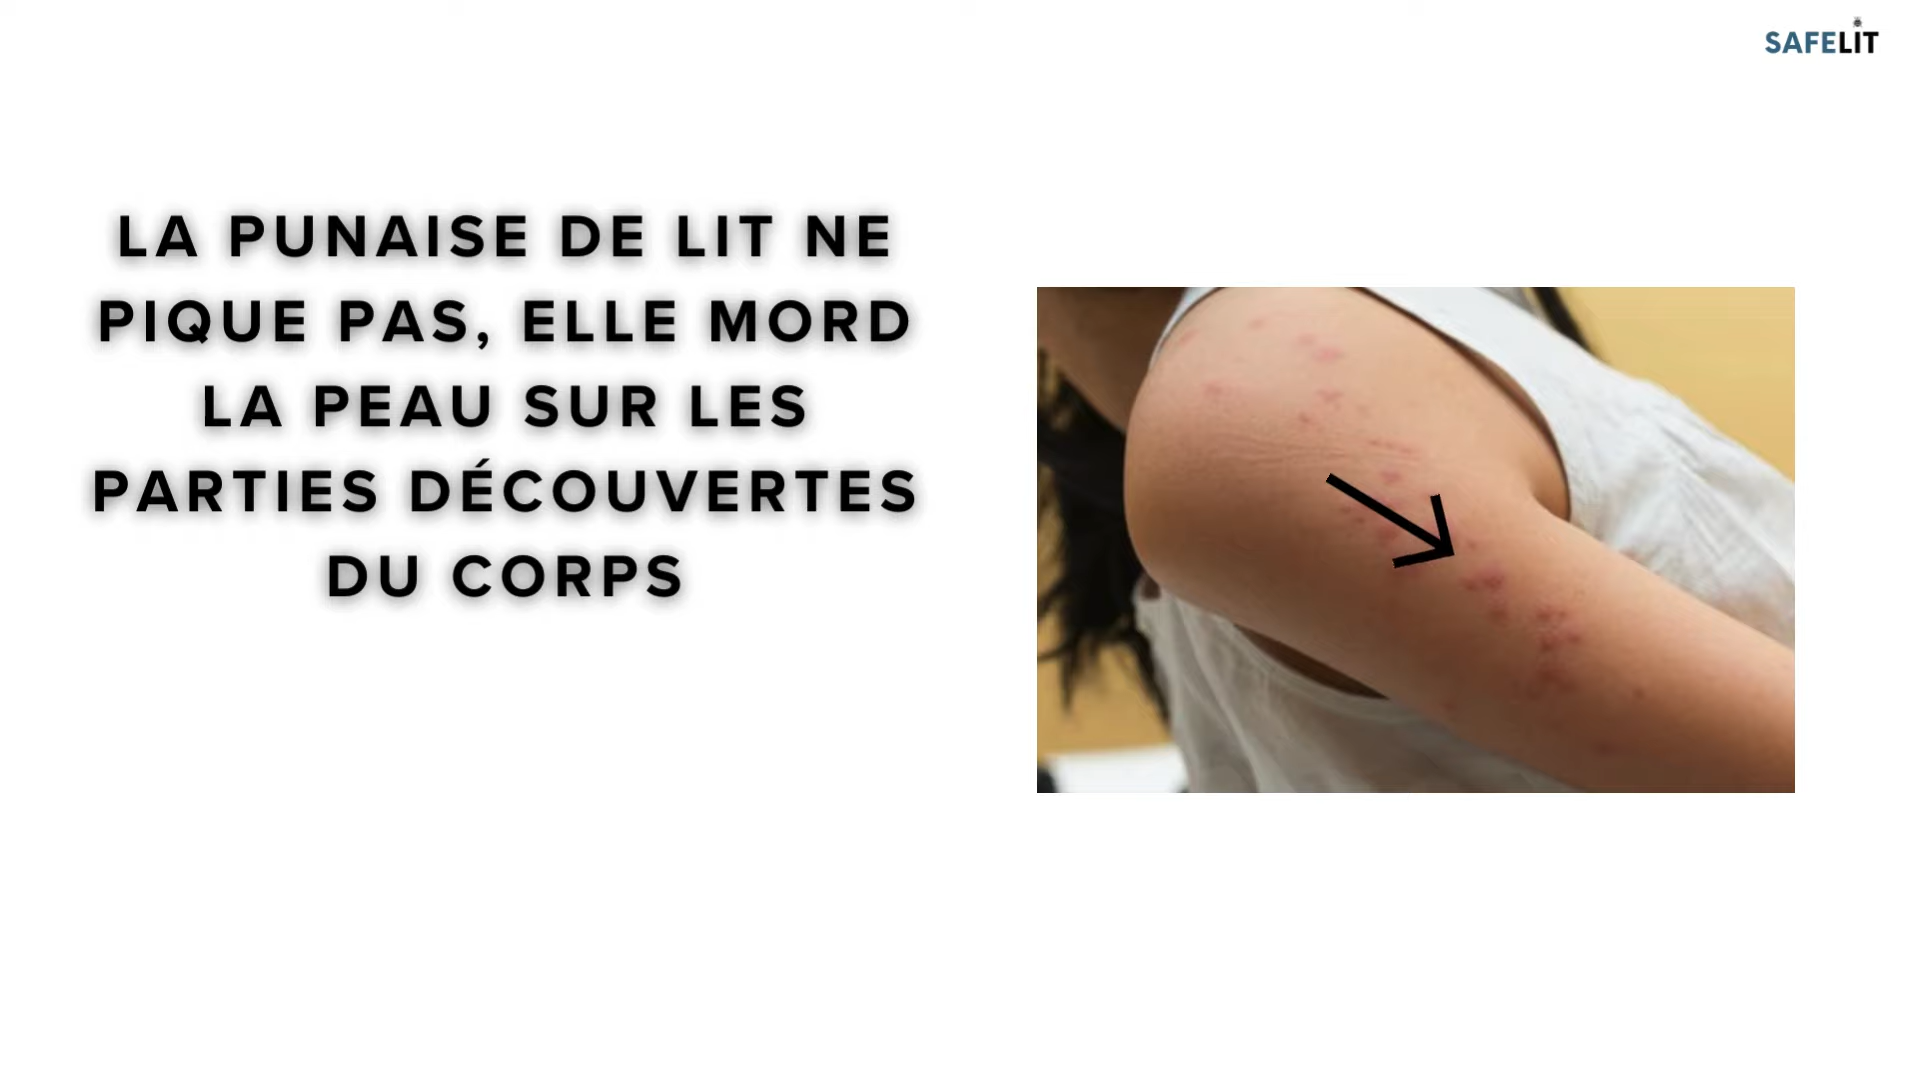 SAFELIT
LA PUNAISE DE LIT NE
PIQUE PAS, ELLE MORD
LA PEAU SUR LES
PARTIES DÉCOUVERTES
DU CORPS